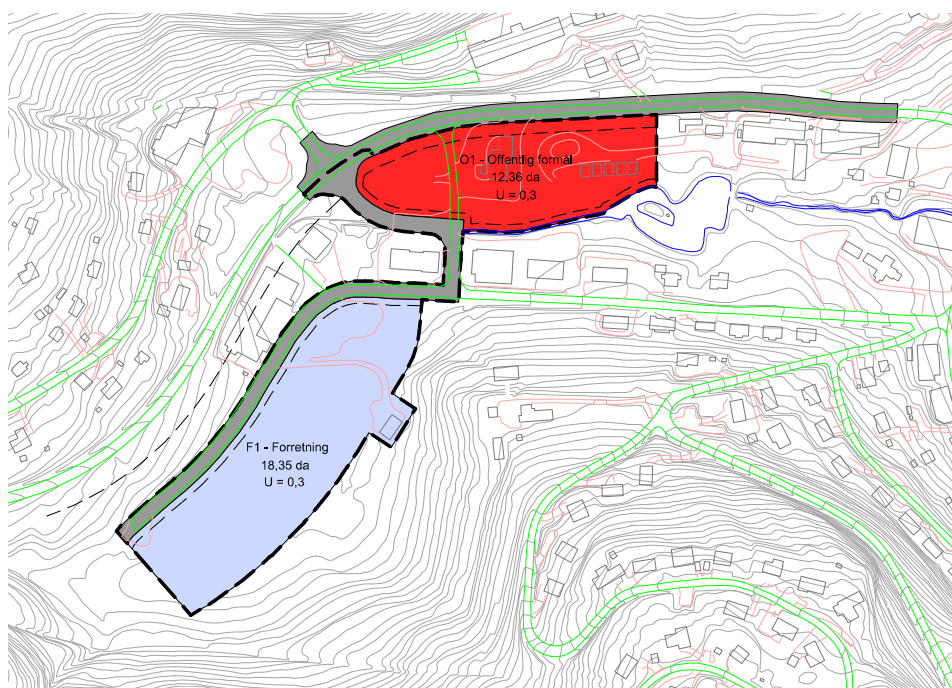 O1 - Offentlig formål
12,36 da
U = 0,3
F1 - Forretning
18,35 da
U = 0,3